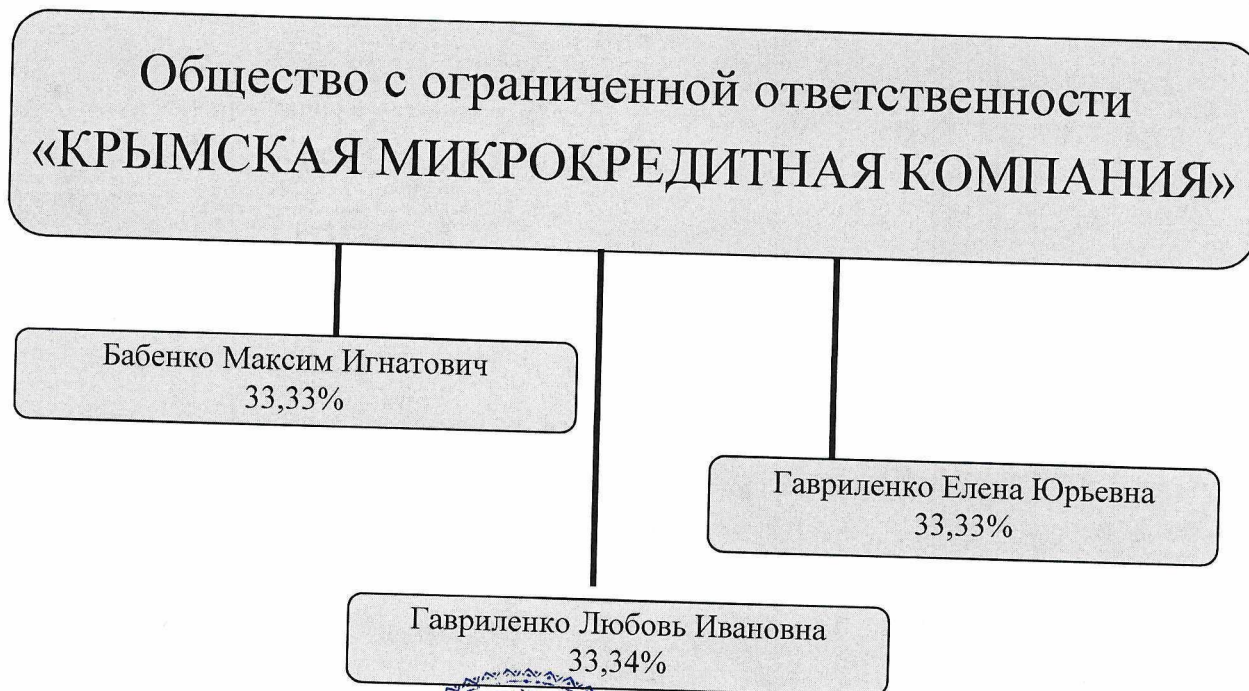 Общество с ограниченной ответственности
«КРЫМСКАЯ МИКРОКРЕДИТНАЯ КОМПАНИЯ»
Бабенко Максим Игнатович
33,33%
Гавриленко Елена Юрьевна
33,33%
Гавриленко Любовь Ивановна
33,34%